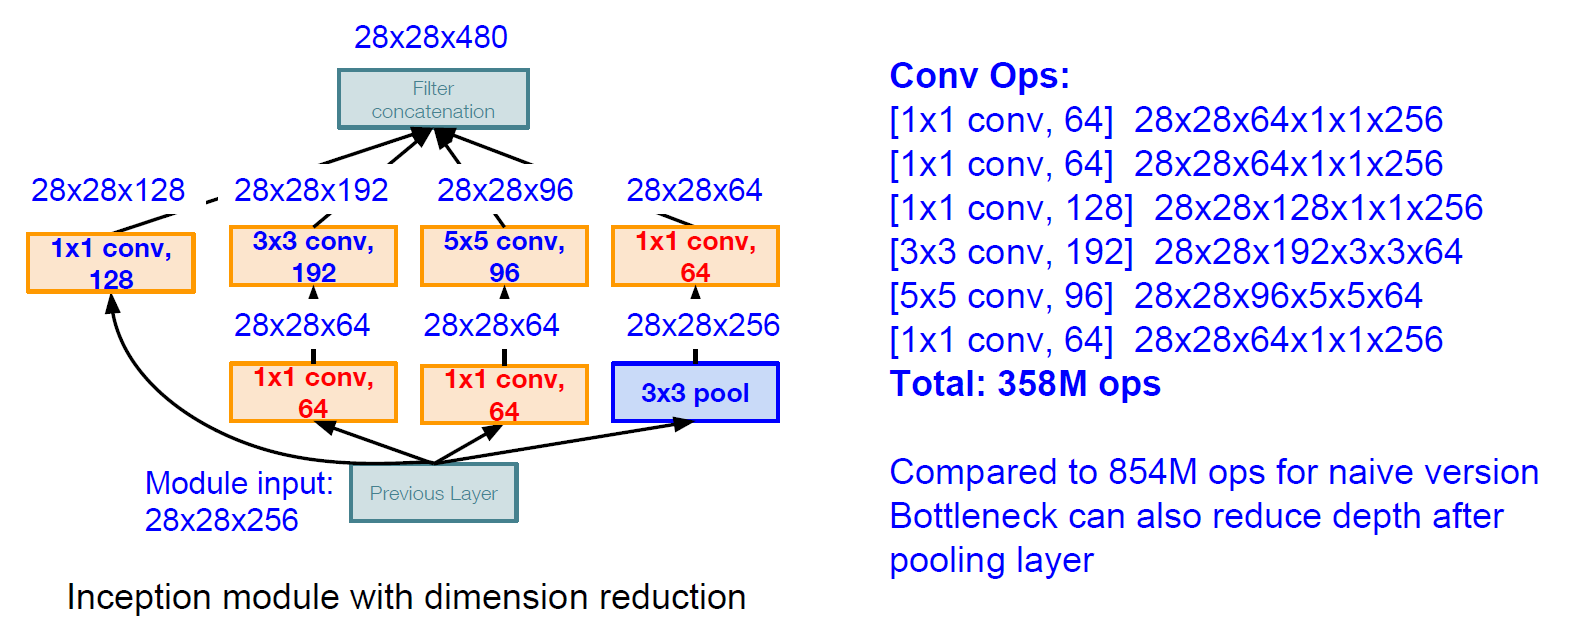 28x28x480
Filter
concatenation
28x28x128
28x28x192
28x28x96
28x28x64
1x1 conv,
128
3x3 conv,
192
5x5 conv,
96
1x1 conv,
64
28x28x64
28x28x64
28x28x256
1x1 conv,
64
1x1 conv,
64
3x3 pool
Module input:
28x28x256
Previous Layer
Inception module with dimension reduction
Conv Ops:
[1x1 conv, 64] 28x28x64x1x1x256
[1x1 conv, 64] 28x28x64x1x1x256
[1x1 conv, 128] 28x28x128x1x1x256
[3x3 conv, 192] 28x28x192x3x3x64
[5x5 conv, 96] 28x28x96x5x5x64
[1x1 conv, 64] 28x28x64x1x1x256
Total: 358M ops
Compared to 854M ops for naive version
Bottleneck can also reduce depth after
pooling layer